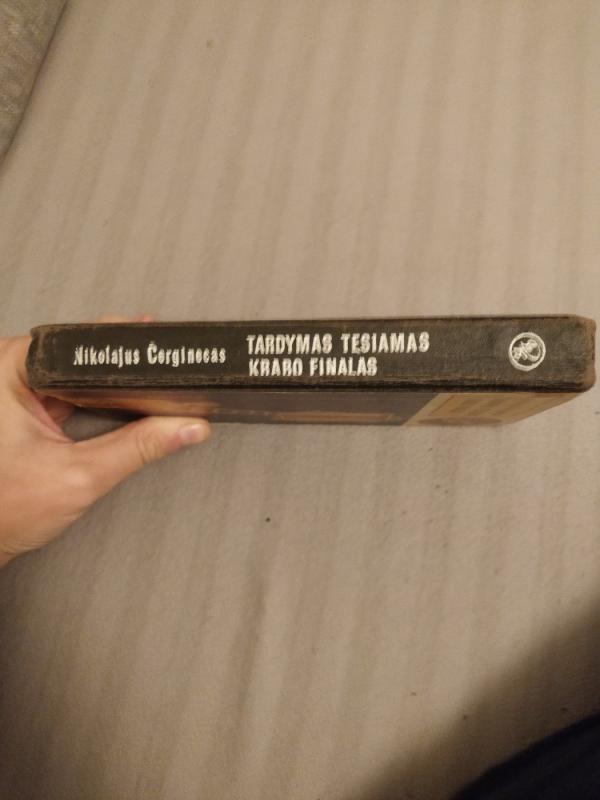 Nikolajus Čerginecas
TARDYMAS TĘSIAMAS
KRABO FINALAS